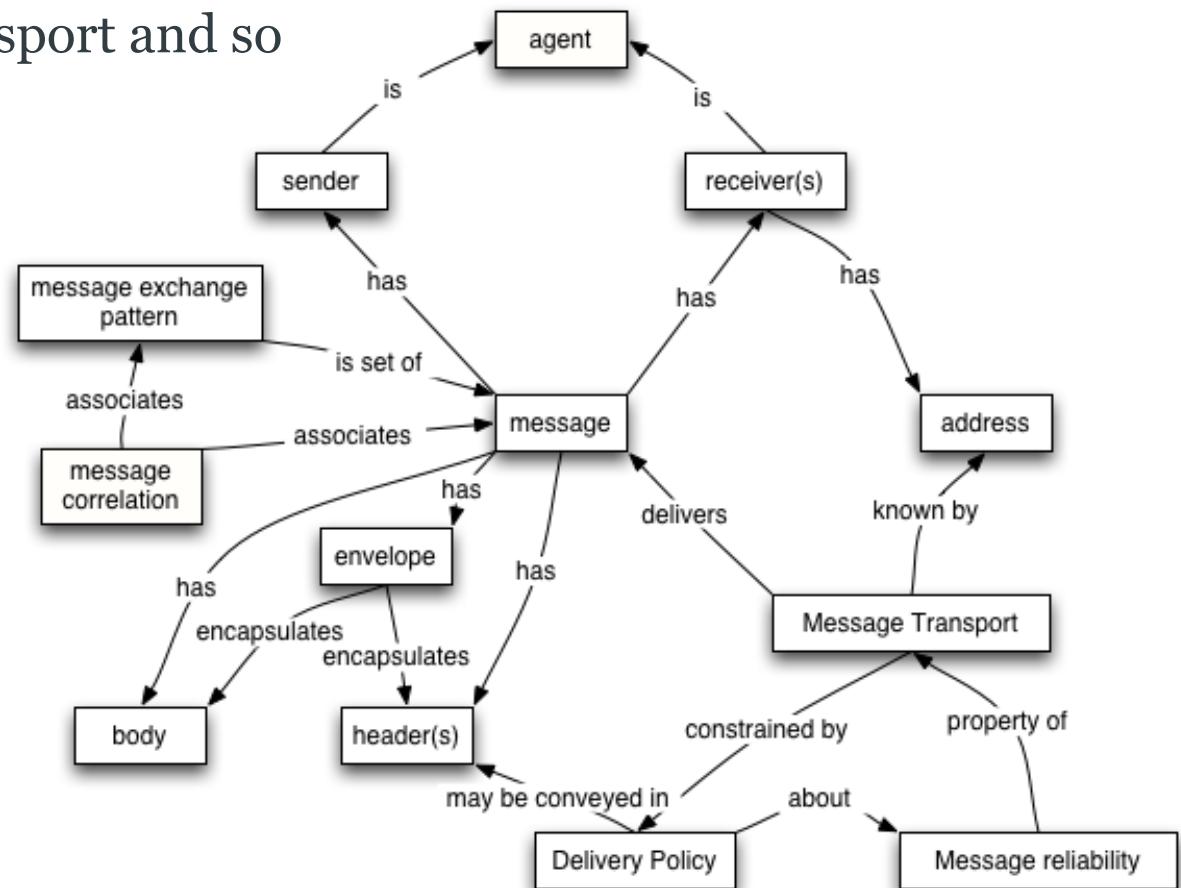 sport and so
agent
is
is
sender
receiver(s)
has
has
has
message exchange
pattern
is set of
associates
associates
message
address
message
correlation
has
delivers
known by
envelope
has
has
encapsulates
encapsulates
Message Transport
body
header(s)
constrained by
property of
may be conveyed in
about
Delivery Policy
Message reliability